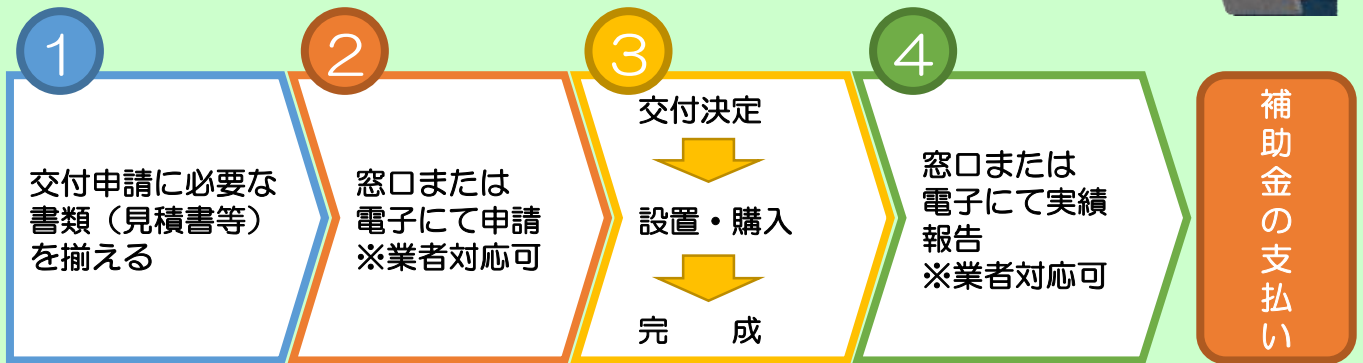 1
交付申請に必要な
書類（見積書等）
を揃える
2
窓口または
電子にて申請
※業者対応可
3
交付決定
設置・購入
完　　成
4
窓口または
電子にて実績
報告
※業者対応可
補助金の支払い